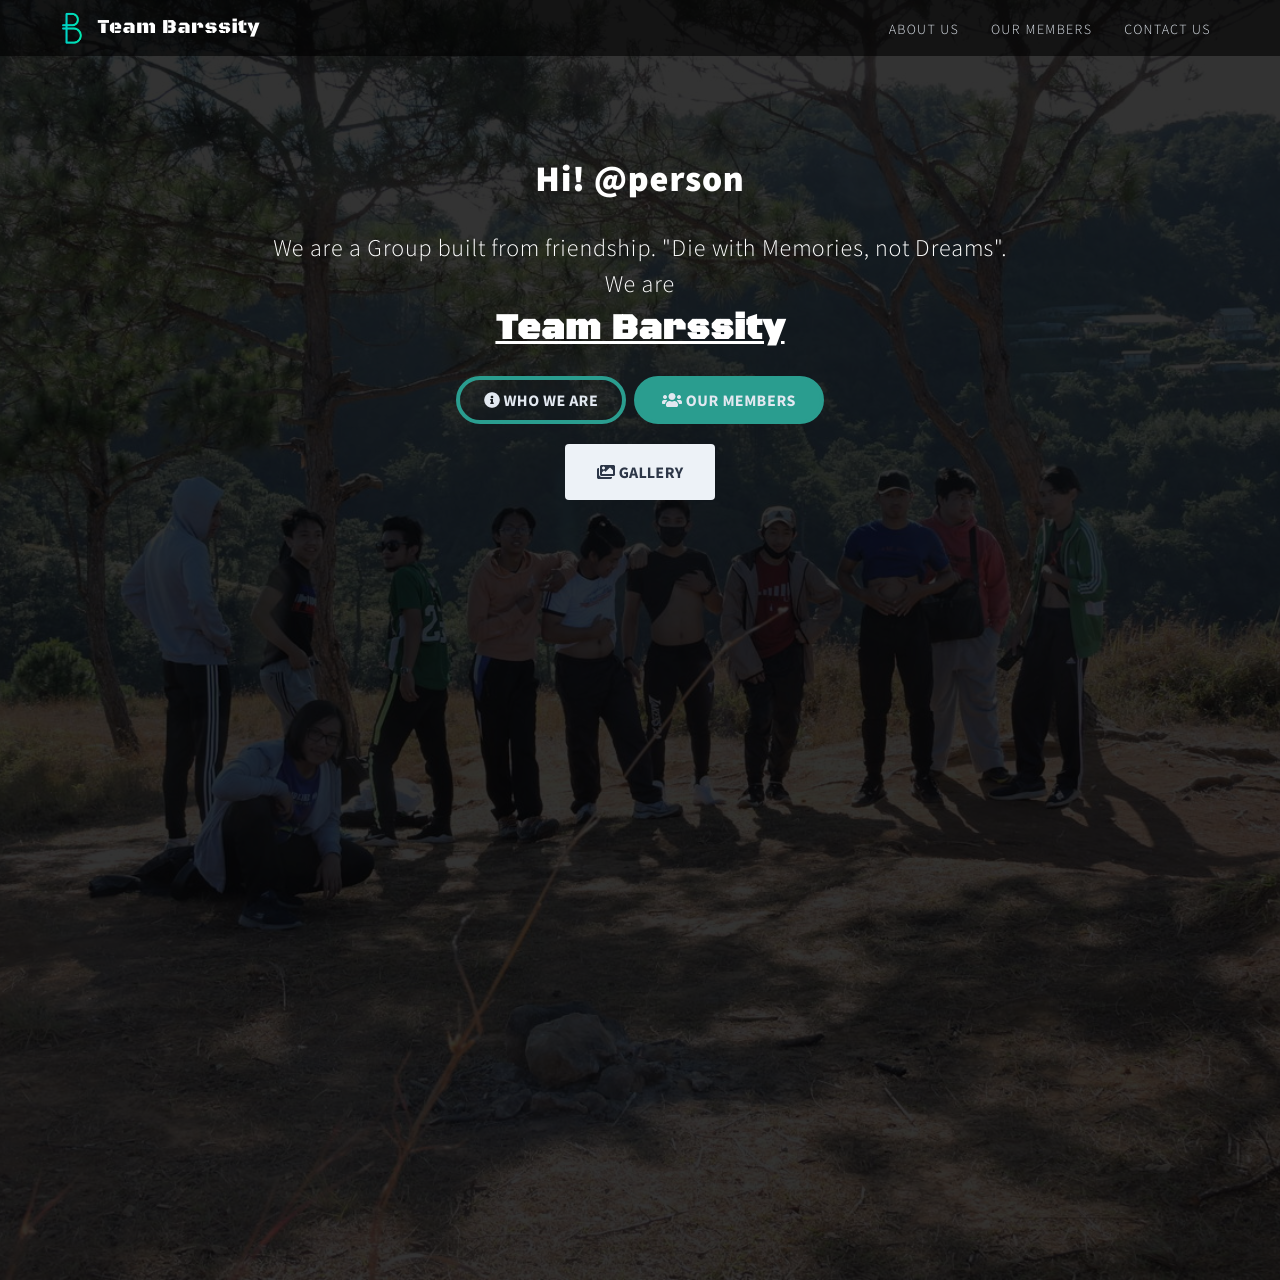 Team Barssity
ABOUT US
OUR MEMBERS
CONTACT US
Hi! @person
We are a Group built from friendship. "Die with Memories, not Dreams".
We are
Team Barssity
WHO WE ARE
OUR MEMBERS
GALLERY